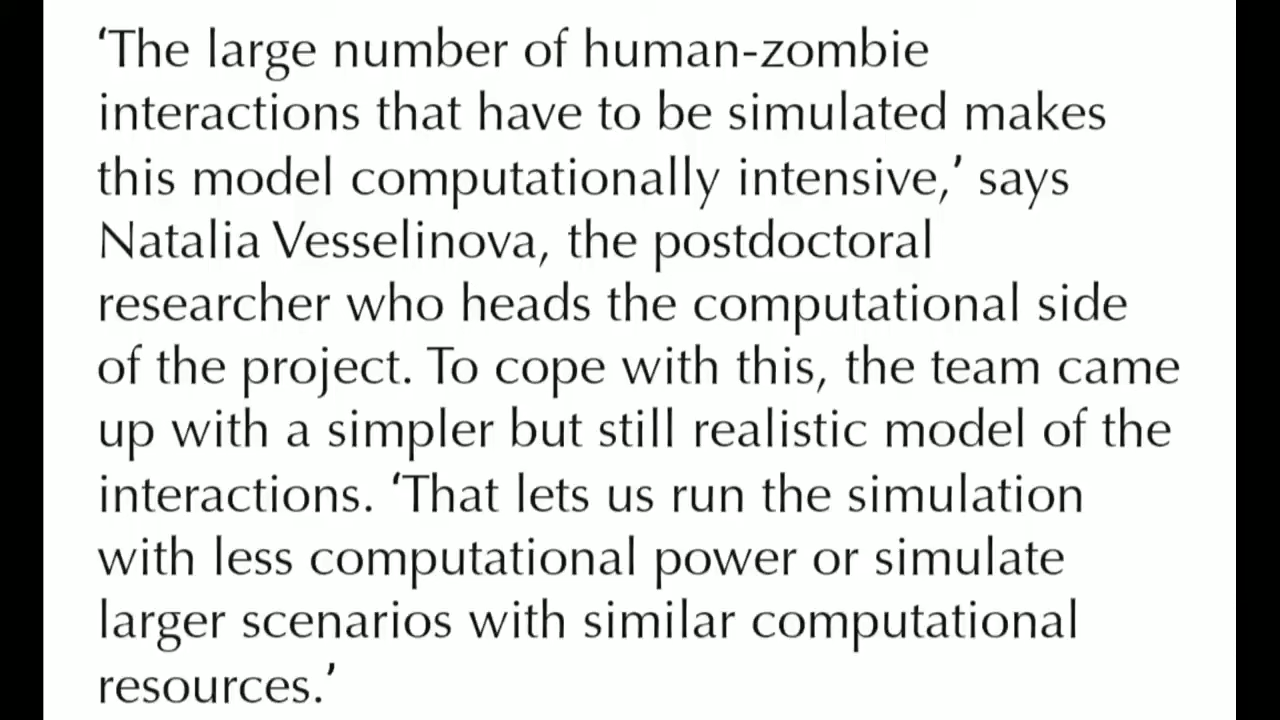 ‘The large number of human-zombie
interactions that have to be simulated makes
this model computationally intensive,’ says
Natalia Vesselinova, the postdoctoral
researcher who heads the computational side
of the project. To cope with this, the team came
up with a simpler but still realistic model of the
interactions. ‘That lets us run the simulation
with less computational power or simulate
larger scenarios with similar computational
resources.’